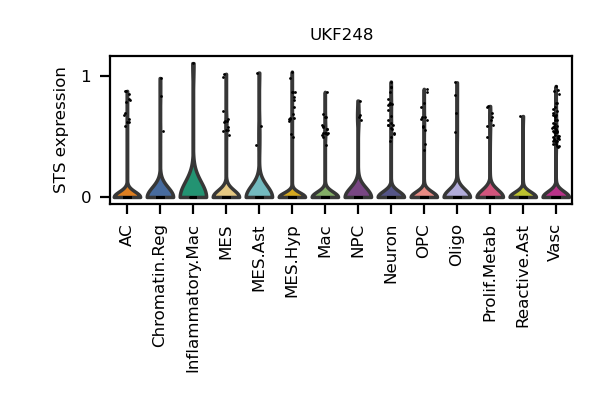 UKF248
STS expression
1
0
AC
Chromatin.Reg
Inflammatory.Mac
MES
MES.Ast
MES.Hyp
Mac
NPC
Neuron
OPC
Oligo
Prolif.Metab
Reactive.Ast
Vasc